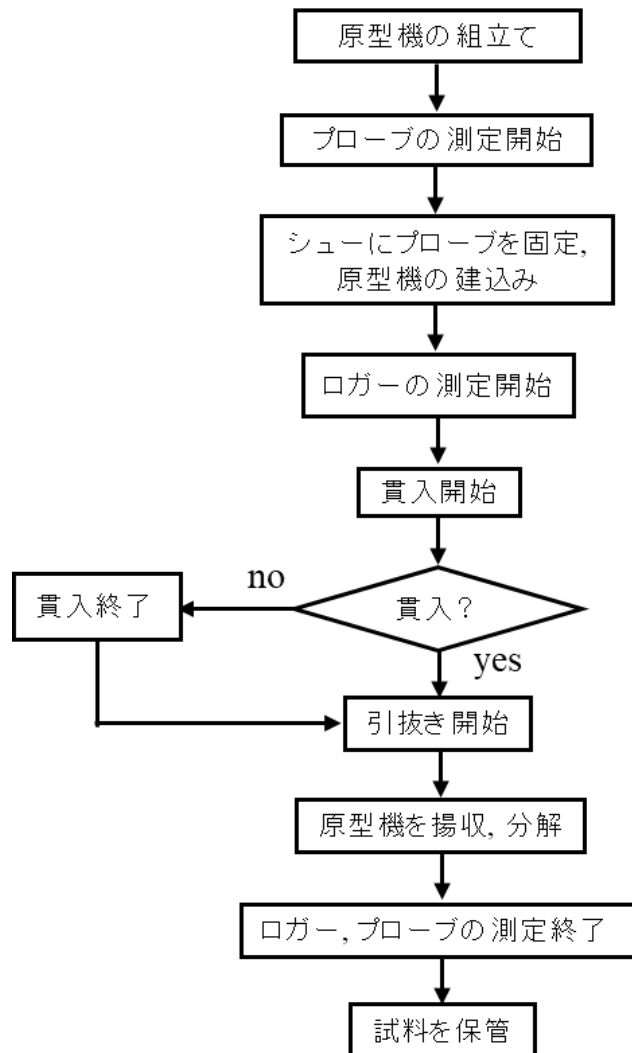 原型機の組立て
プローブの測定開始
シューにプローブを固定,
原型機の建込み
ロガーの測定開始
貫入開始
no
貫入終了
貫入?
yes
引抜き開始
原型機を揚収, 分解
ロガー, プローブの測定終了
試料を保管